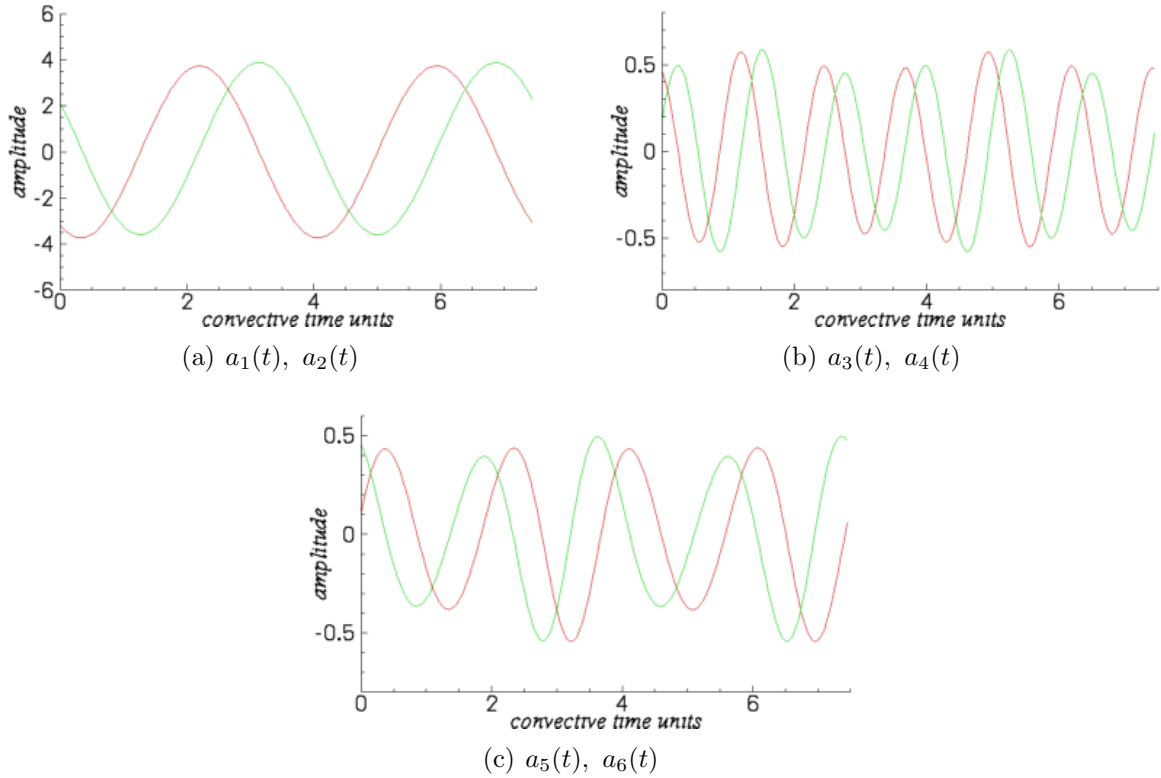 6
4
2
0
-2
-4
-6
amplitude
0 2 4 6
convective time units
(a) a₁(t), a₂(t)
0.5
0
-0.5
amplitude
0 2 4 6
convective time units
(b) a₃(t), a₄(t)
0.5
0
-0.5
amplitude
0 2 4 6
convective time units
(c) a₅(t), a₆(t)